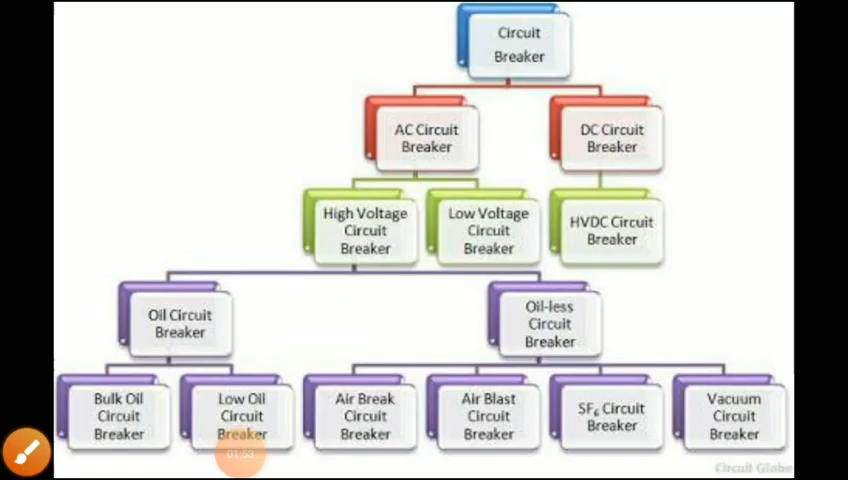 Circuit
Breaker
AC Circuit
Breaker
DC Circuit
Breaker
High Voltage
Circuit
Breaker
Low Voltage
Circuit
Breaker
HVDC Circuit
Breaker
Oil Circuit
Breaker
Oil-less
Circuit
Breaker
Bulk Oil
Circuit
Breaker
Low Oil
Circuit
Breaker
Air Break
Circuit
Breaker
Air Blast
Circuit
Breaker
SF₆ Circuit
Breaker
Vacuum
Circuit
Breaker
01:53
Circuit Globe